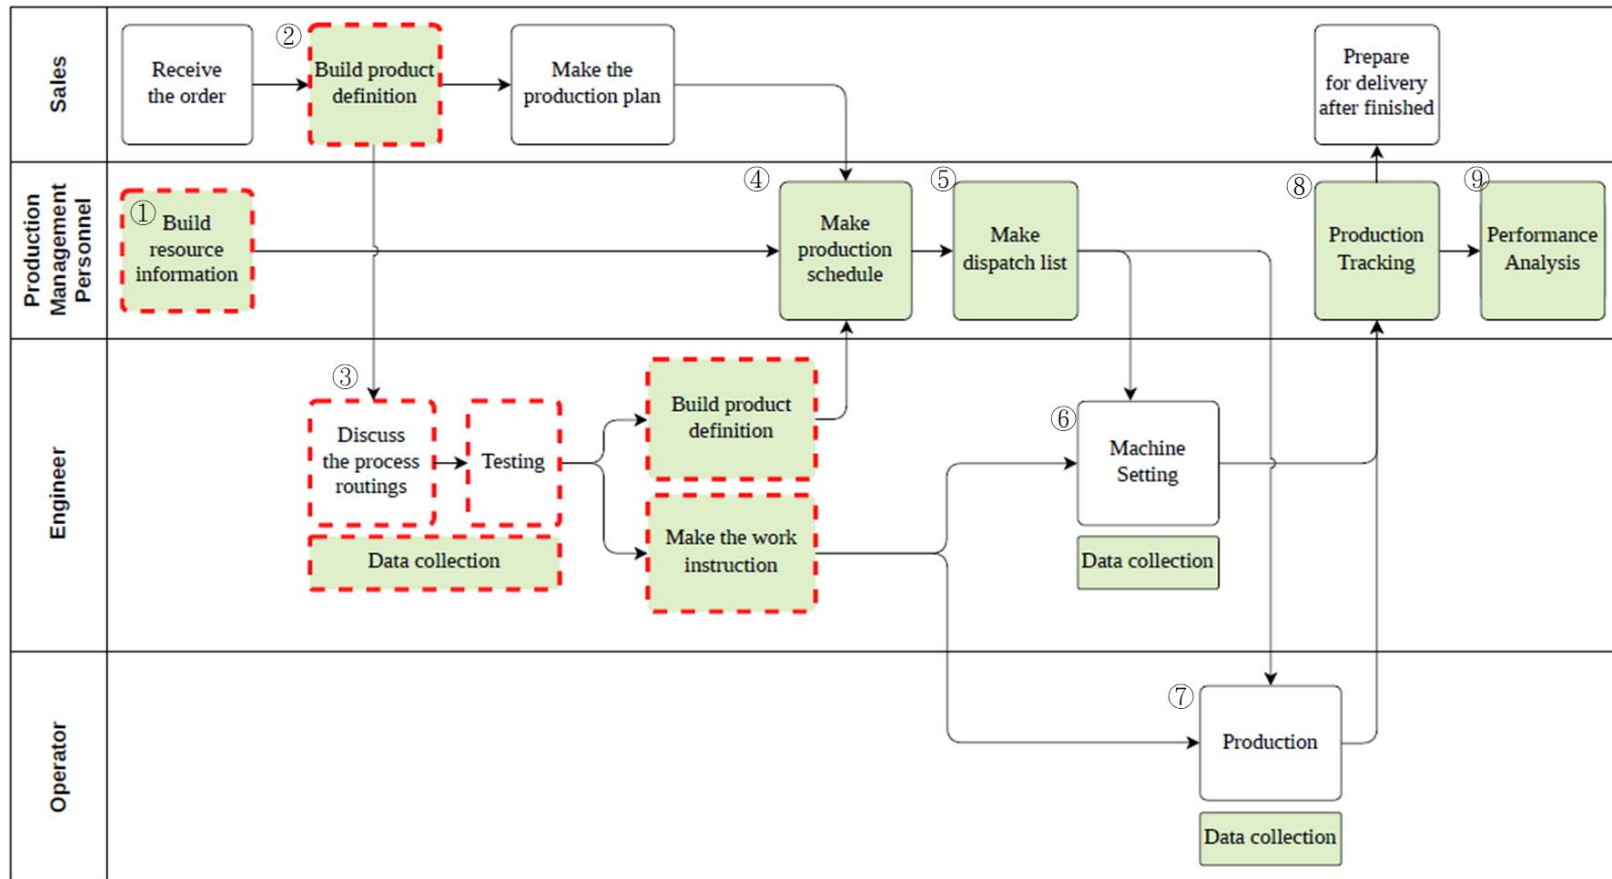 Sales
Receive
the order
②
Build product
definition
Make the
production plan
Prepare
for delivery
after finished
Production
Management
Personnel
①
Build
resource
information
④
Make
production
schedule
⑤
Make
dispatch list
⑧
Production
Tracking
⑨
Performance
Analysis
Engineer
③
Discuss
the process
routings
Testing
Data collection
Build product
definition
Make the work
instruction
⑥
Machine
Setting
Data collection
Operator
⑦
Production
Data collection